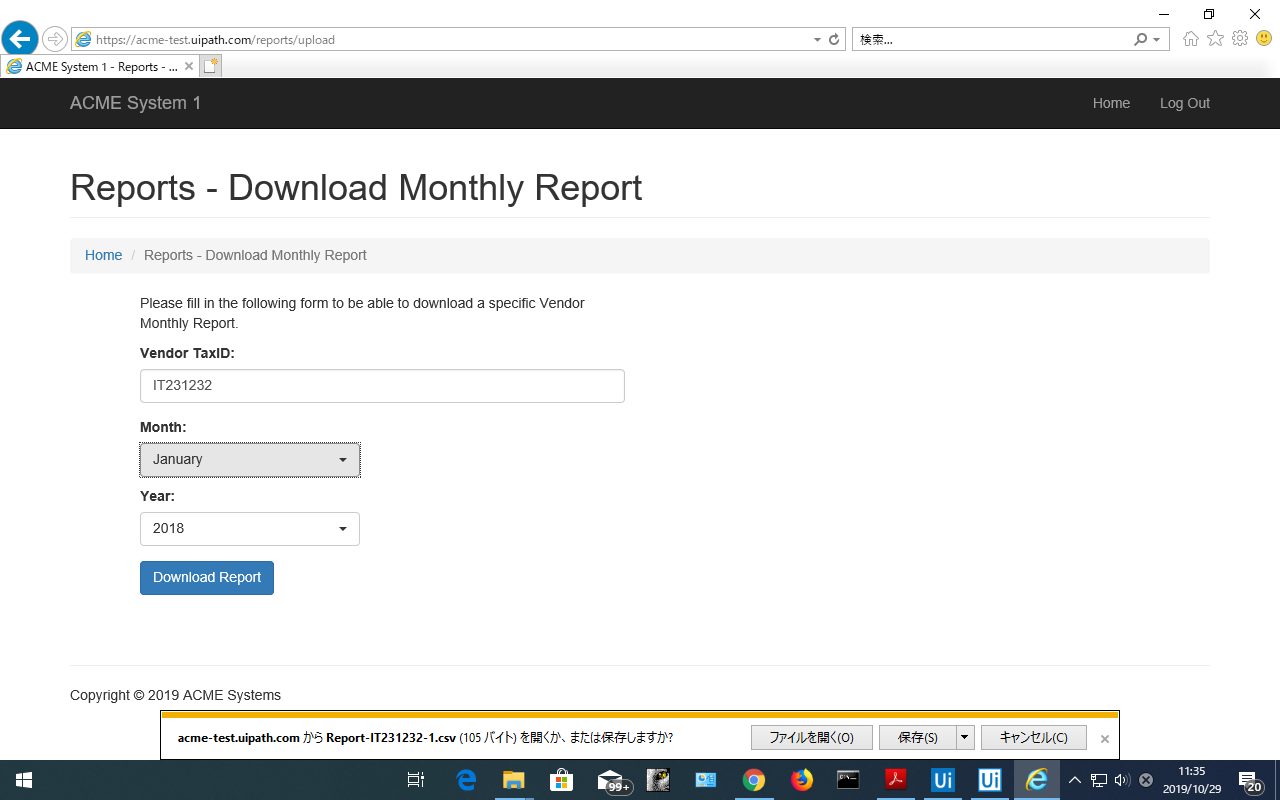 https://acme-test.uipath.com/reports/upload
検索...
ACME System 1 - Reports - ...
ACME System 1
Home
Log Out
Reports - Download Monthly Report
Home / Reports - Download Monthly Report
Please fill in the following form to be able to download a specific Vendor
Monthly Report.
Vendor TaxID:
IT231232
Month:
January
Year:
2018
Download Report
Copyright © 2019 ACME Systems
acme-test.uipath.com から Report-IT231232-1.csv (105 バイト) を開くか、または保存しますか?
ファイルを開く(O)
保存(S)
キャンセル(C)
99+
Ui
Ui
11:35
2019/10/29
20